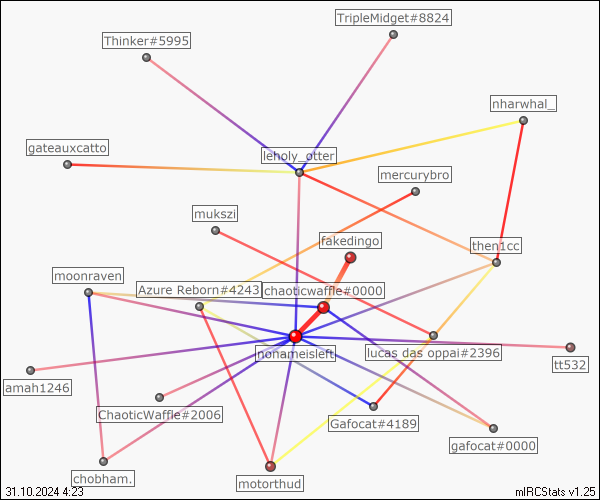 TripleMidget#8824
Thinker#5995
nharwhal_
gateauxcatto
leholy_otter
mercurybro
mukszi
fakedingo
then1cc
moonraven
Azure Reborn#4243
chaoticwaffle#0000
nonameisleft
lucas das oppai#2396
tt532
amah1246
ChaoticWaffle#2006
Gafocat#4189
gafocat#0000
chobham.
motorthud
31.10.2024 4:23
mIRCStats v1.25